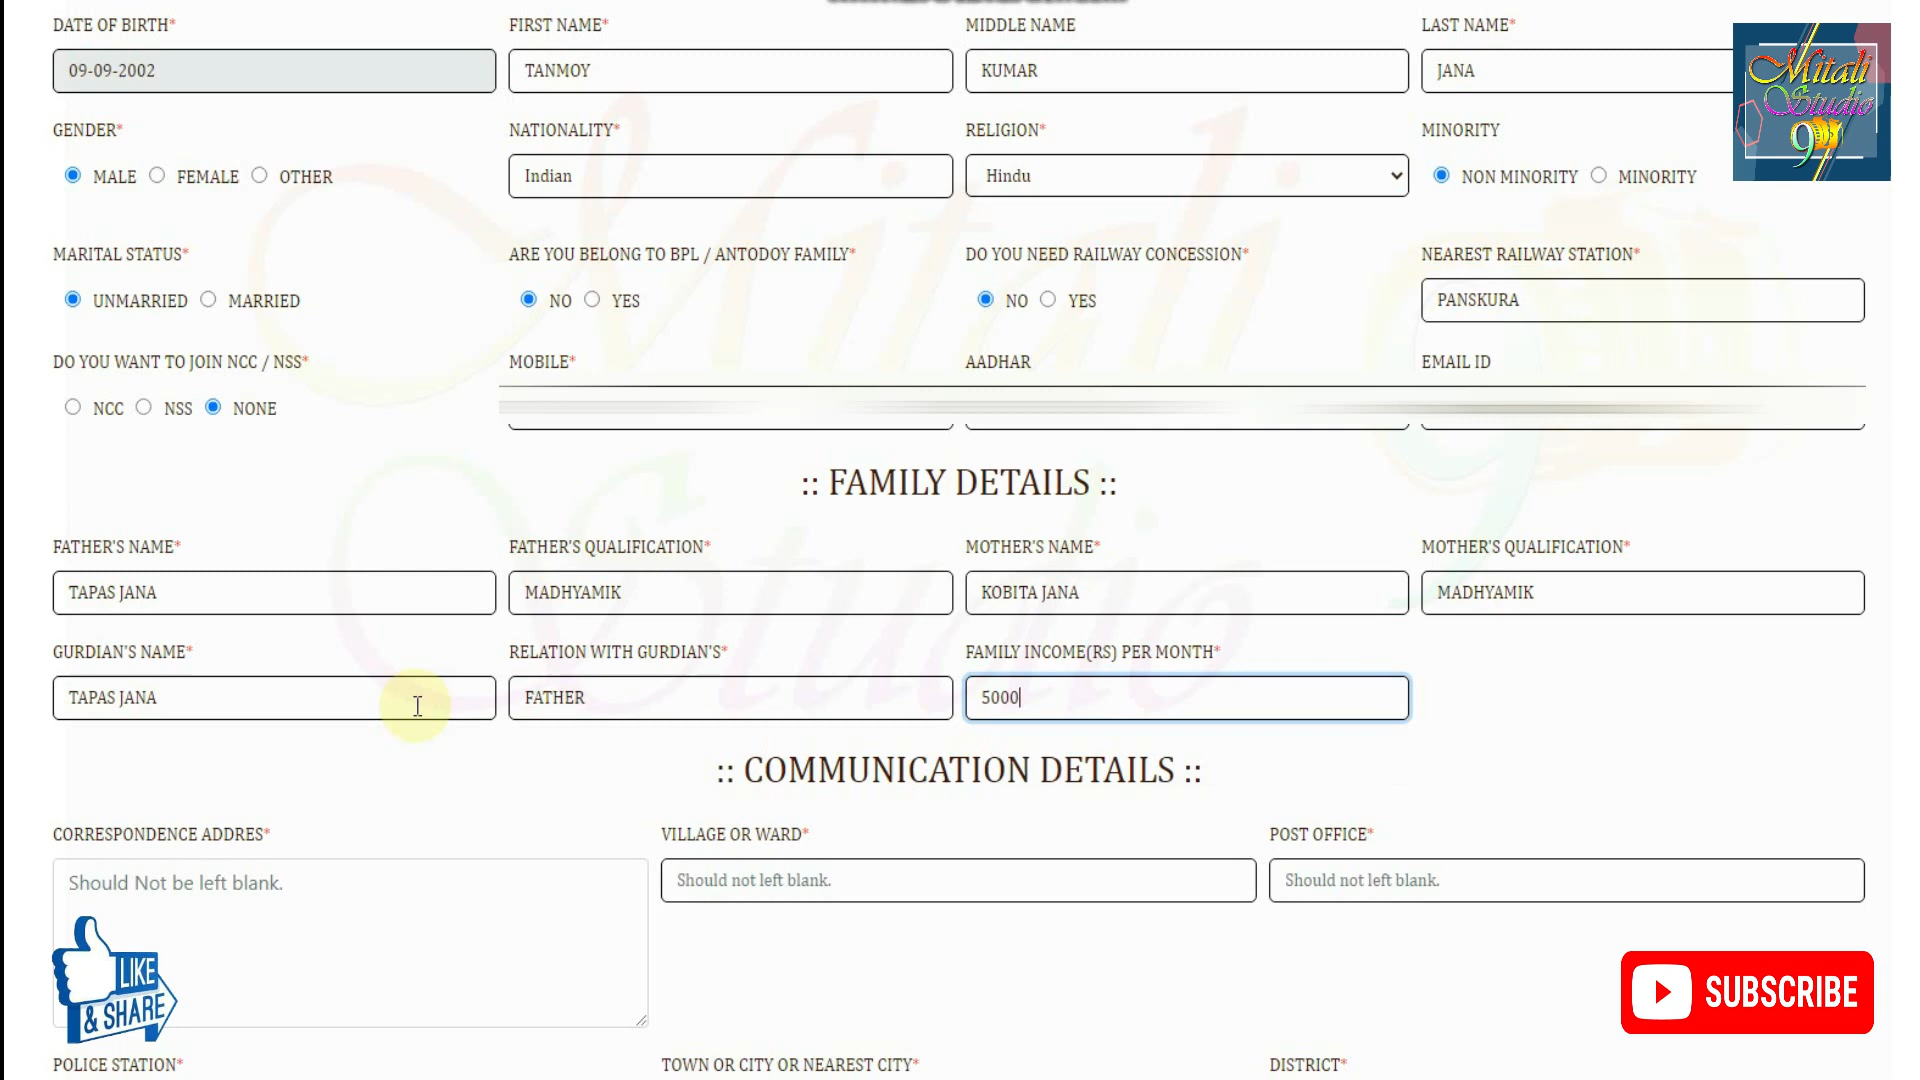 DATE OF BIRTH* FIRST NAME* MIDDLE NAME LAST NAME*
09-09-2002 TANMOY KUMAR JANA
Mitali
Studio
91
GENDER* NATIONALITY* RELIGION* MINORITY
MALE FEMALE OTHER Indian Hindu NON MINORITY MINORITY
MARITAL STATUS* ARE YOU BELONG TO BPL / ANTODOY FAMILY* DO YOU NEED RAILWAY CONCESSION* NEAREST RAILWAY STATION*
UNMARRIED MARRIED NO YES NO YES PANSKURA
DO YOU WANT TO JOIN NCC / NSS* MOBILE* AADHAR EMAIL ID
NCC NSS NONE
:: FAMILY DETAILS ::
FATHER'S NAME* FATHER'S QUALIFICATION* MOTHER'S NAME* MOTHER'S QUALIFICATION*
TAPAS JANA MADHYAMIK KOBITA JANA MADHYAMIK
GURDIAN'S NAME* RELATION WITH GURDIAN'S* FAMILY INCOME(RS) PER MONTH*
TAPAS JANA FATHER 5000
:: COMMUNICATION DETAILS ::
CORRESPONDENCE ADDRES* VILLAGE OR WARD* POST OFFICE*
Should Not be left blank. Should not left blank. Should not left blank.
LIKE
& SHARE
SUBSCRIBE
POLICE STATION* TOWN OR CITY OR NEAREST CITY* DISTRICT*
Mitali
Studio